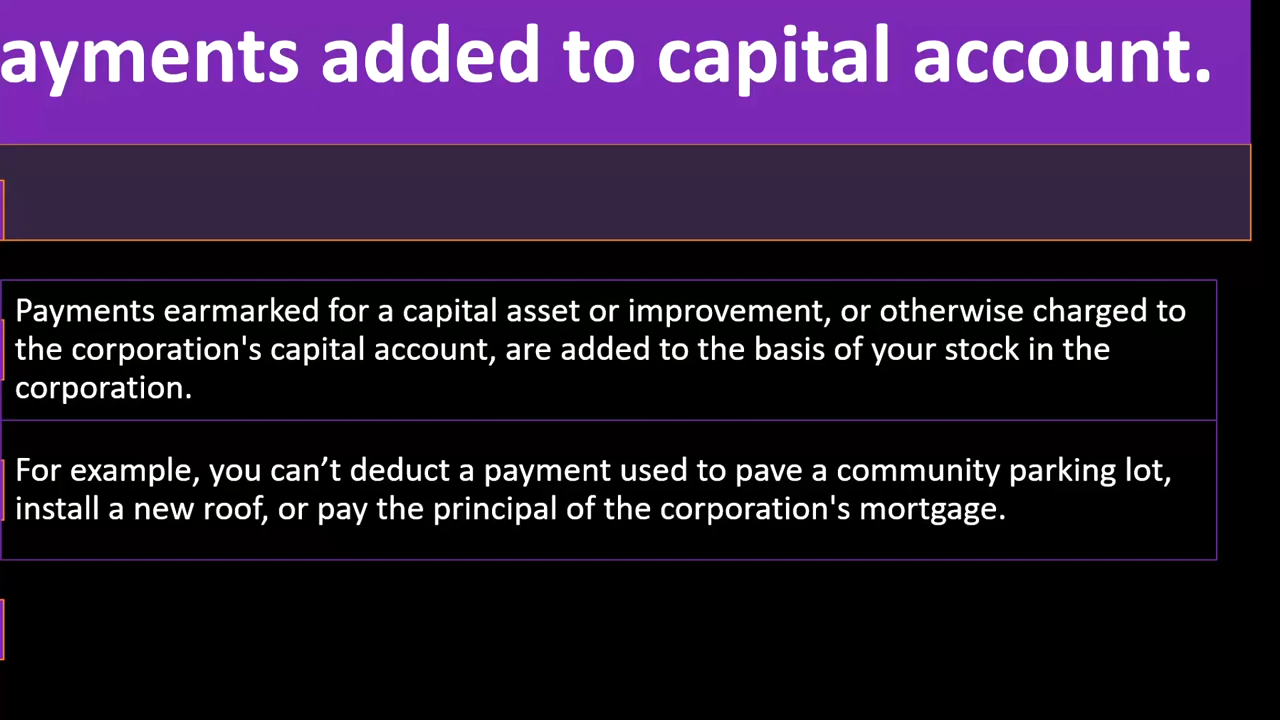 ayments added to capital account.
Payments earmarked for a capital asset or improvement, or otherwise charged to
the corporation's capital account, are added to the basis of your stock in the
corporation.
For example, you can’t deduct a payment used to pave a community parking lot,
install a new roof, or pay the principal of the corporation's mortgage.